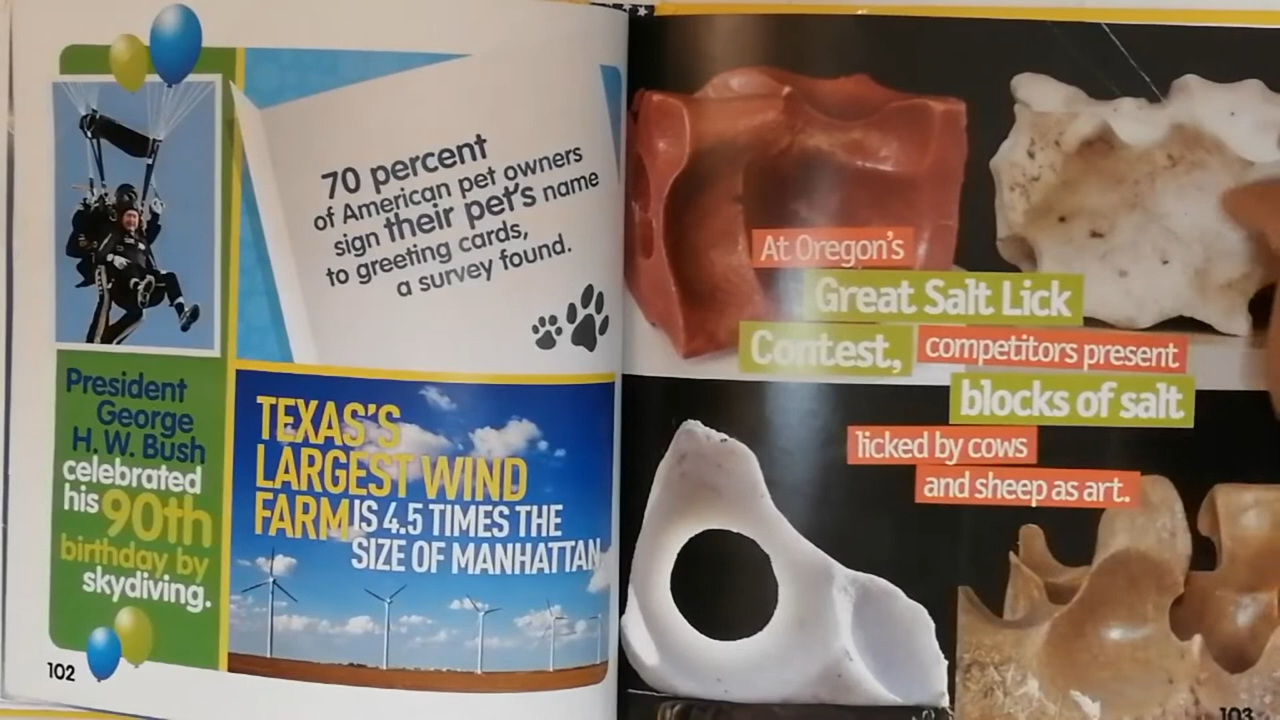 70 percent
of American pet owners
sign their pet's name
to greeting cards,
a survey found.
President
George
H. W. Bush
celebrated
his 90th
birthday by
skydiving.
TEXAS'S
LARGEST WIND
FARM IS 4.5 TIMES THE
SIZE OF MANHATTAN.
102
At Oregon's
Great Salt Lick
Contest, competitors present
blocks of salt
licked by cows
and sheep as art.
103